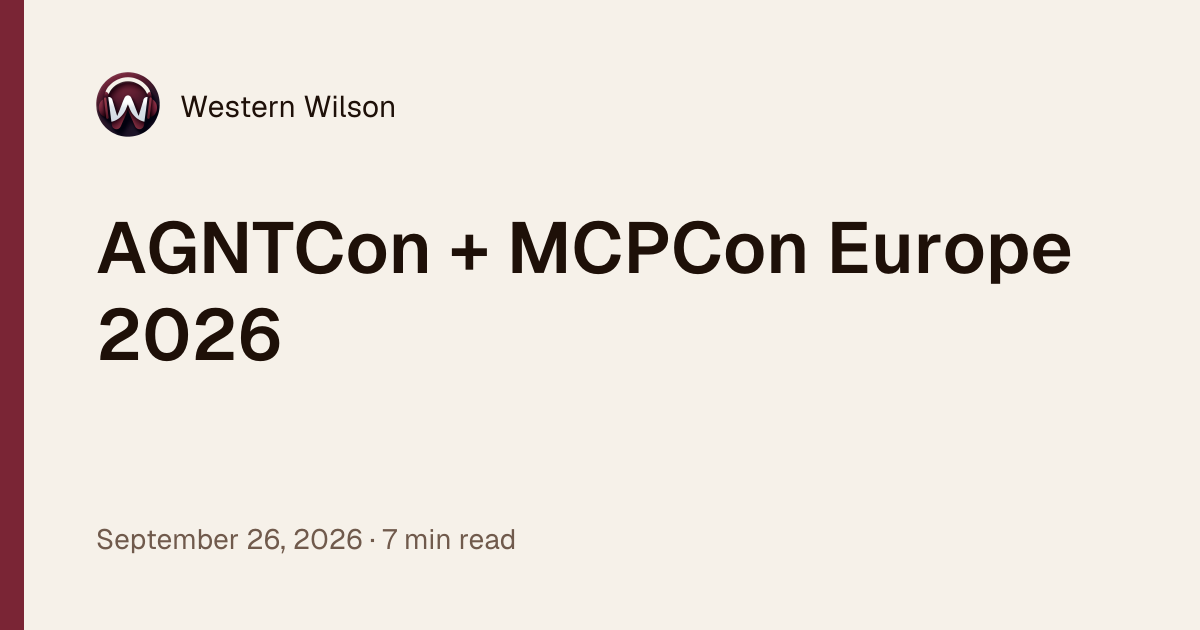 W
Western Wilson
AGNTCon + MCPCon Europe
2026
September 26, 2026 · 7 min read